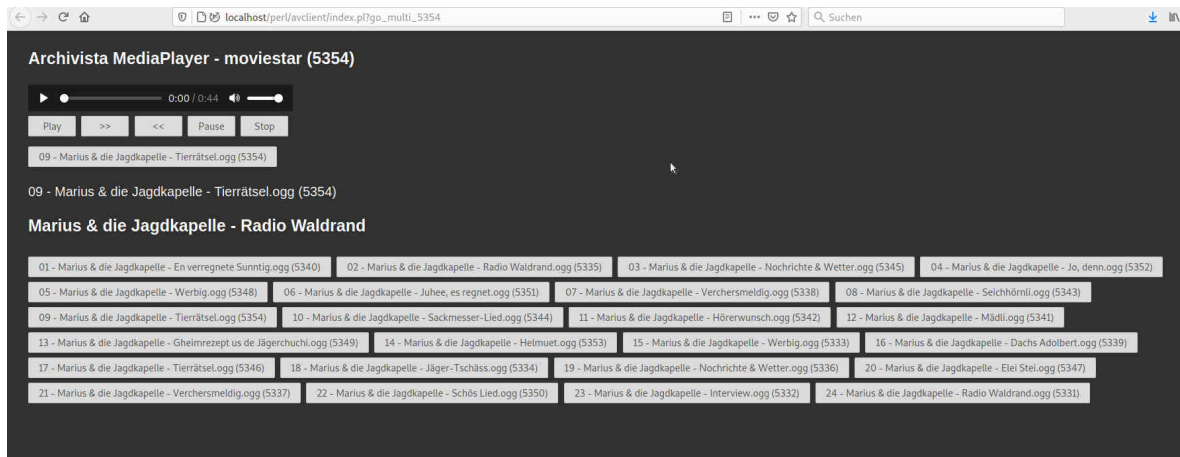 localhost/perl/avclient/index.pl?go_multi_5354 Suchen
Archivista MediaPlayer - moviestar (5354)
0:00 / 0:44
Play >> << Pause Stop
09 - Marius & die Jagdkapelle - Tierrätsel.ogg (5354)
09 - Marius & die Jagdkapelle - Tierrätsel.ogg (5354)
Marius & die Jagdkapelle - Radio Waldrand
01 - Marius & die Jagdkapelle - En verregnete Sunntig.ogg (5340) 02 - Marius & die Jagdkapelle - Radio Waldrand.ogg (5335) 03 - Marius & die Jagdkapelle - Nochrichte & Wetter.ogg (5345) 04 - Marius & die Jagdkapelle - Jo, denn.ogg (5352)
05 - Marius & die Jagdkapelle - Werbig.ogg (5348) 06 - Marius & die Jagdkapelle - Juhee, es regnet.ogg (5351) 07 - Marius & die Jagdkapelle - Verchersmeldig.ogg (5338) 08 - Marius & die Jagdkapelle - Seichhörnli.ogg (5343)
09 - Marius & die Jagdkapelle - Tierrätsel.ogg (5354) 10 - Marius & die Jagdkapelle - Sackmesser-Lied.ogg (5344) 11 - Marius & die Jagdkapelle - Hörerwunsch.ogg (5342) 12 - Marius & die Jagdkapelle - Mädli.ogg (5341)
13 - Marius & die Jagdkapelle - Gheimrezept us de Jägerchuchi.ogg (5349) 14 - Marius & die Jagdkapelle - Helmuet.ogg (5353) 15 - Marius & die Jagdkapelle - Werbig.ogg (5333) 16 - Marius & die Jagdkapelle - Dachs Adolbert.ogg (5339)
17 - Marius & die Jagdkapelle - Tierrätsel.ogg (5346) 18 - Marius & die Jagdkapelle - Jäger-Tschäss.ogg (5334) 19 - Marius & die Jagdkapelle - Nochrichte & Wetter.ogg (5336) 20 - Marius & die Jagdkapelle - Elei Stei.ogg (5347)
21 - Marius & die Jagdkapelle - Verchersmeldig.ogg (5337) 22 - Marius & die Jagdkapelle - Schös Lied.ogg (5350) 23 - Marius & die Jagdkapelle - Interview.ogg (5332) 24 - Marius & die Jagdkapelle - Radio Waldrand.ogg (5331)